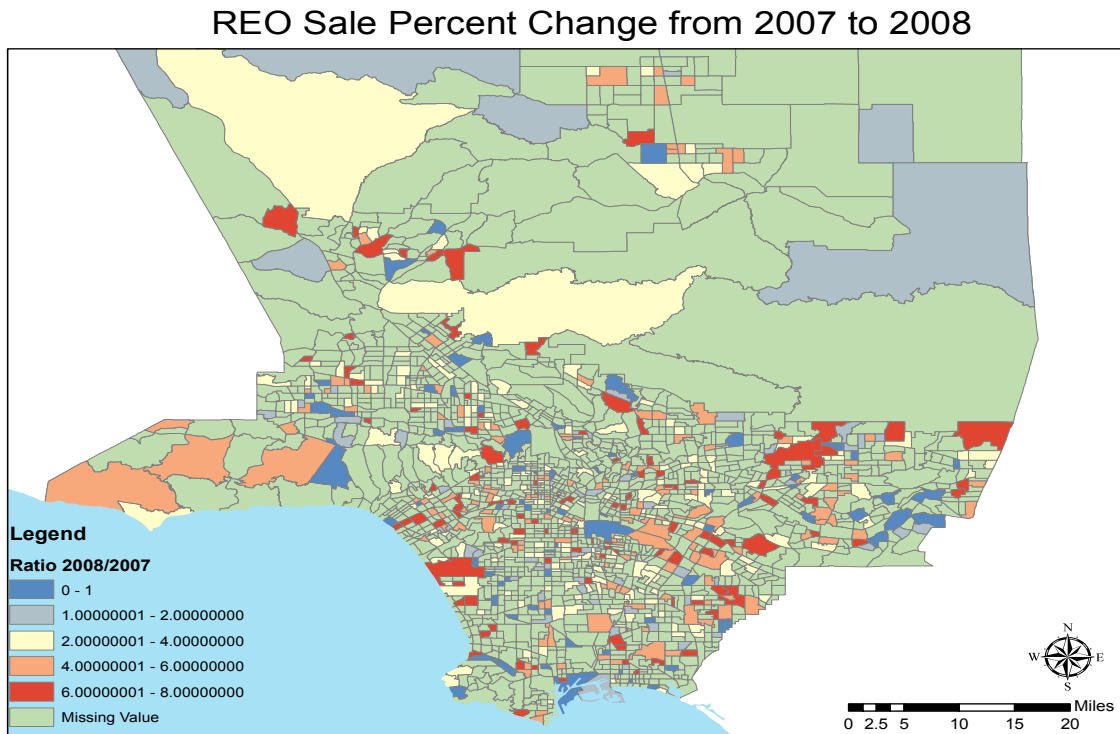 REO Sale Percent Change from 2007 to 2008
Legend
Ratio 2008/2007
0 - 1
1.00000001 - 2.00000000
2.00000001 - 4.00000000
4.00000001 - 6.00000000
6.00000001 - 8.00000000
Missing Value
N
W E
S
Miles
0 2.5 5 10 15 20